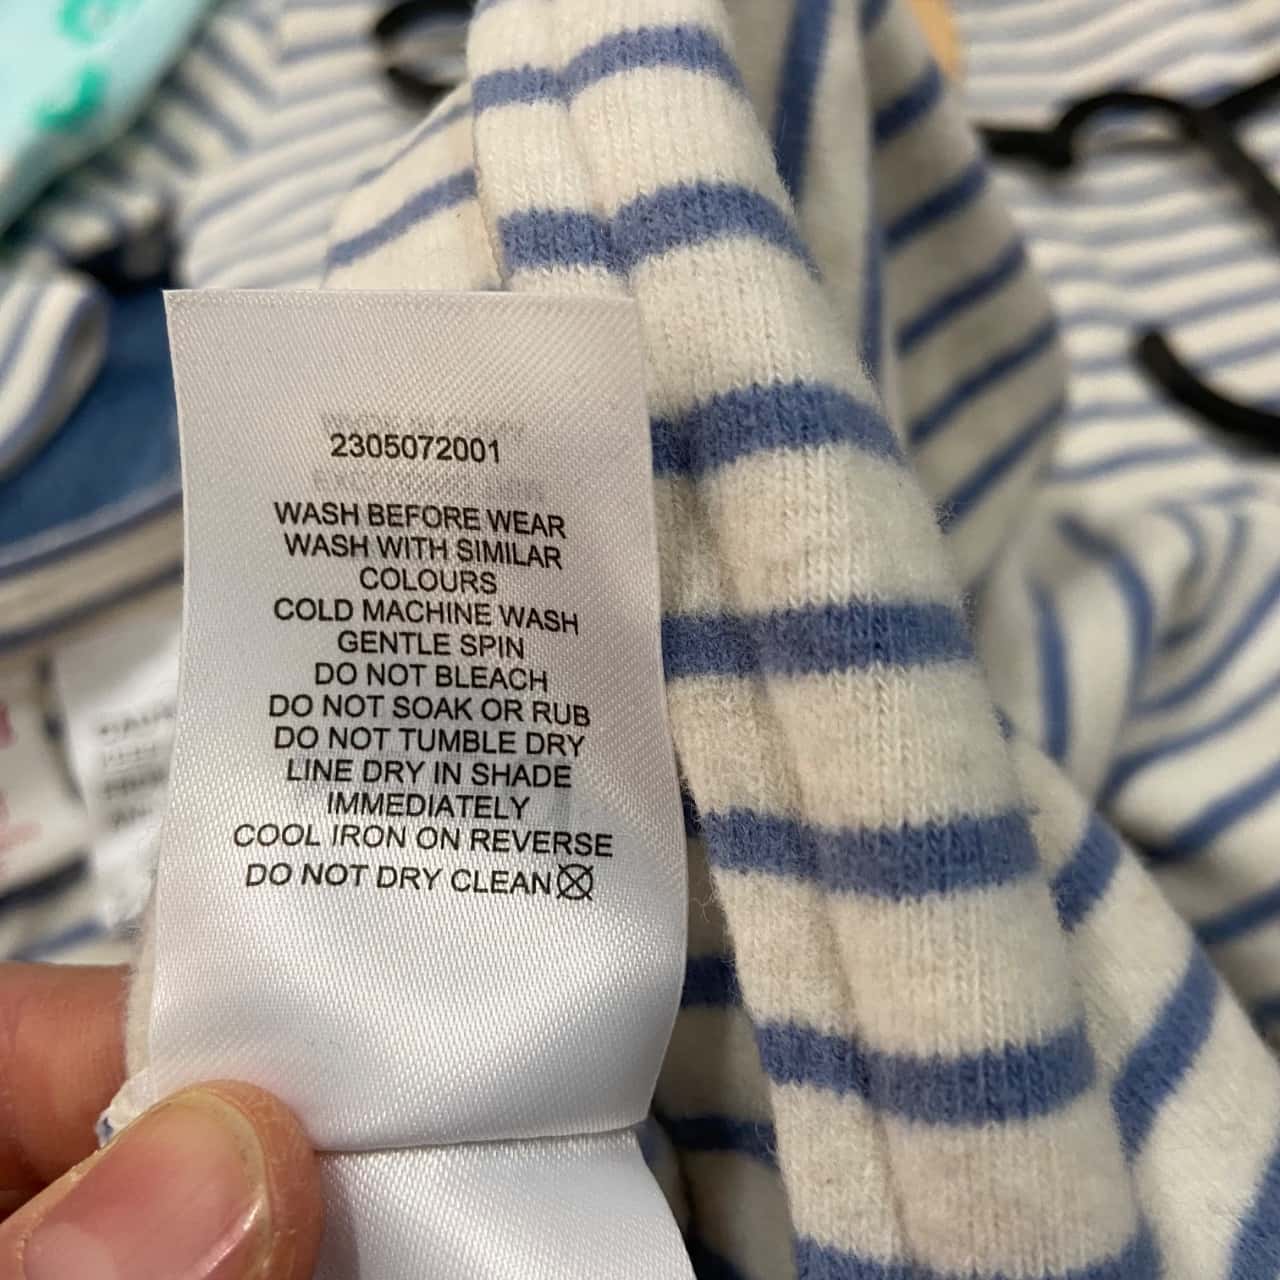 2305072001
WASH BEFORE WEAR
WASH WITH SIMILAR
COLOURS
COLD MACHINE WASH
GENTLE SPIN
DO NOT BLEACH
DO NOT SOAK OR RUB
DO NOT TUMBLE DRY
LINE DRY IN SHADE
IMMEDIATELY
COOL IRON ON REVERSE
DO NOT DRY CLEAN